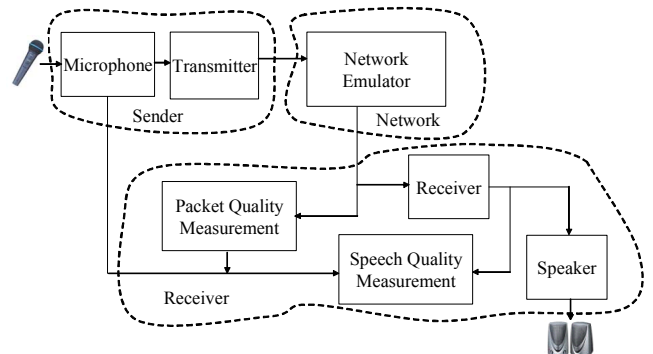 Microphone
Transmitter
Sender
Network
Emulator
Network
Receiver
Packet Quality
Measurement
Speech Quality
Measurement
Speaker
Receiver